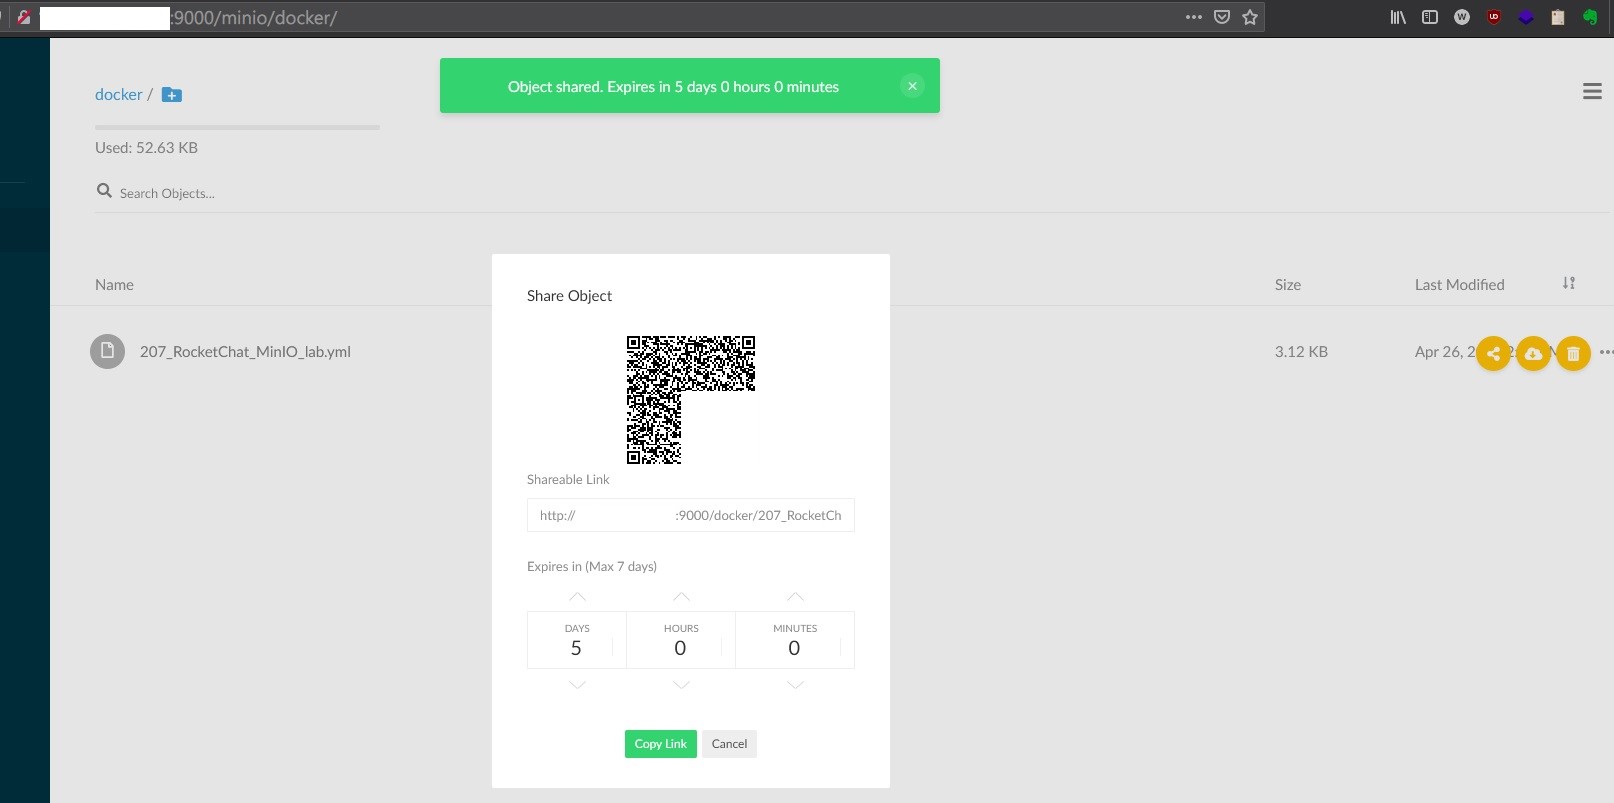 :9000/minio/docker/
Object shared. Expires in 5 days 0 hours 0 minutes
docker /
Used: 52.63 KB
Search Objects...
Name
Size
Last Modified
207_RocketChat_MinIO_lab.yml
3.12 KB
Apr 26, 2
Share Object
Shareable Link
http:// :9000/docker/207_RocketCh
Expires in (Max 7 days)
DAYS HOURS MINUTES
5 0 0
Copy Link Cancel